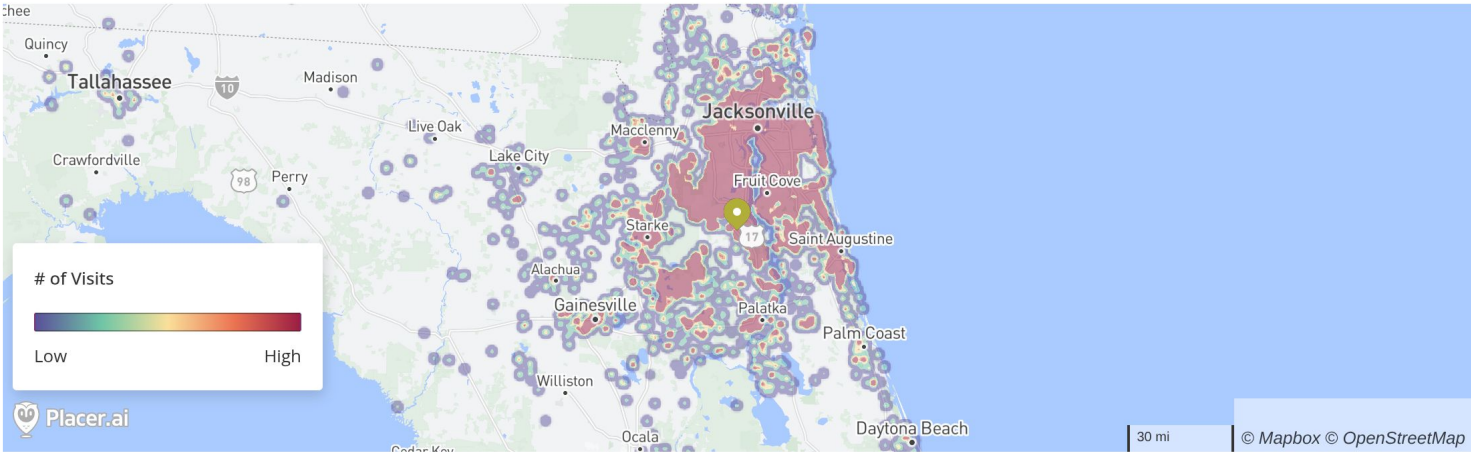 Quincy
Tallahassee
10
Madison
Jacksonville
Live Oak
Macclenny
Crawfordville
Lake City
98
Perry
Fruit Cove
Starke
17
Saint Augustine
# of Visits
Alachua
Gainesville
Palatka
Low
High
Palm Coast
Williston
Placer.ai
Daytona Beach
Ocala
30 mi
© Mapbox © OpenStreetMap